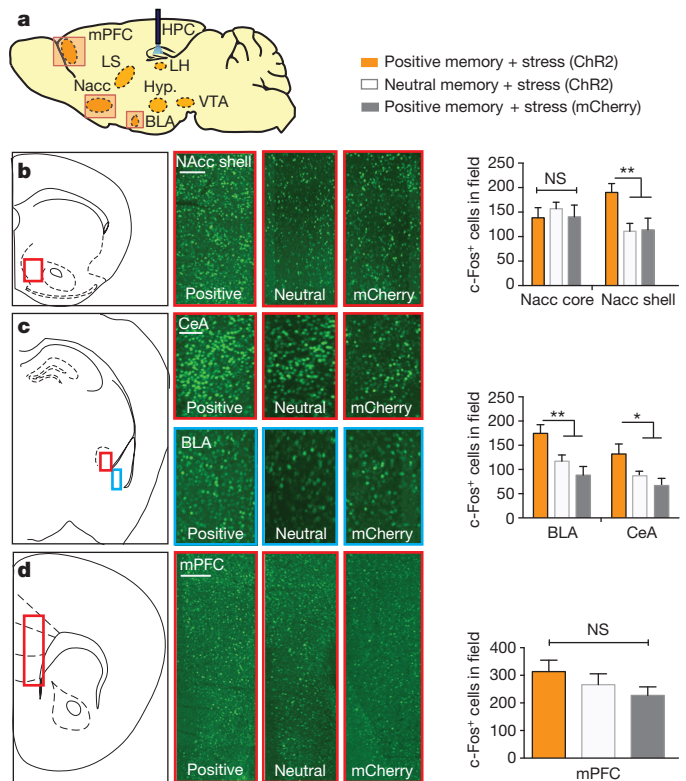 a
mPFC
HPC
LS
LH
Nacc
Hyp.
VTA
BLA
Positive memory + stress (ChR2)
Neutral memory + stress (ChR2)
Positive memory + stress (mCherry)
b
NAcc shell
Positive
Neutral
mCherry
c-Fos+ cells in field
250
200
150
100
50
0
NS
**
Nacc core
Nacc shell
c
CeA
Positive
Neutral
mCherry
BLA
Positive
Neutral
mCherry
c-Fos+ cells in field
250
200
150
100
50
0
**
*
BLA
CeA
d
mPFC
Positive
Neutral
mCherry
c-Fos+ cells in field
400
300
200
100
0
NS
mPFC